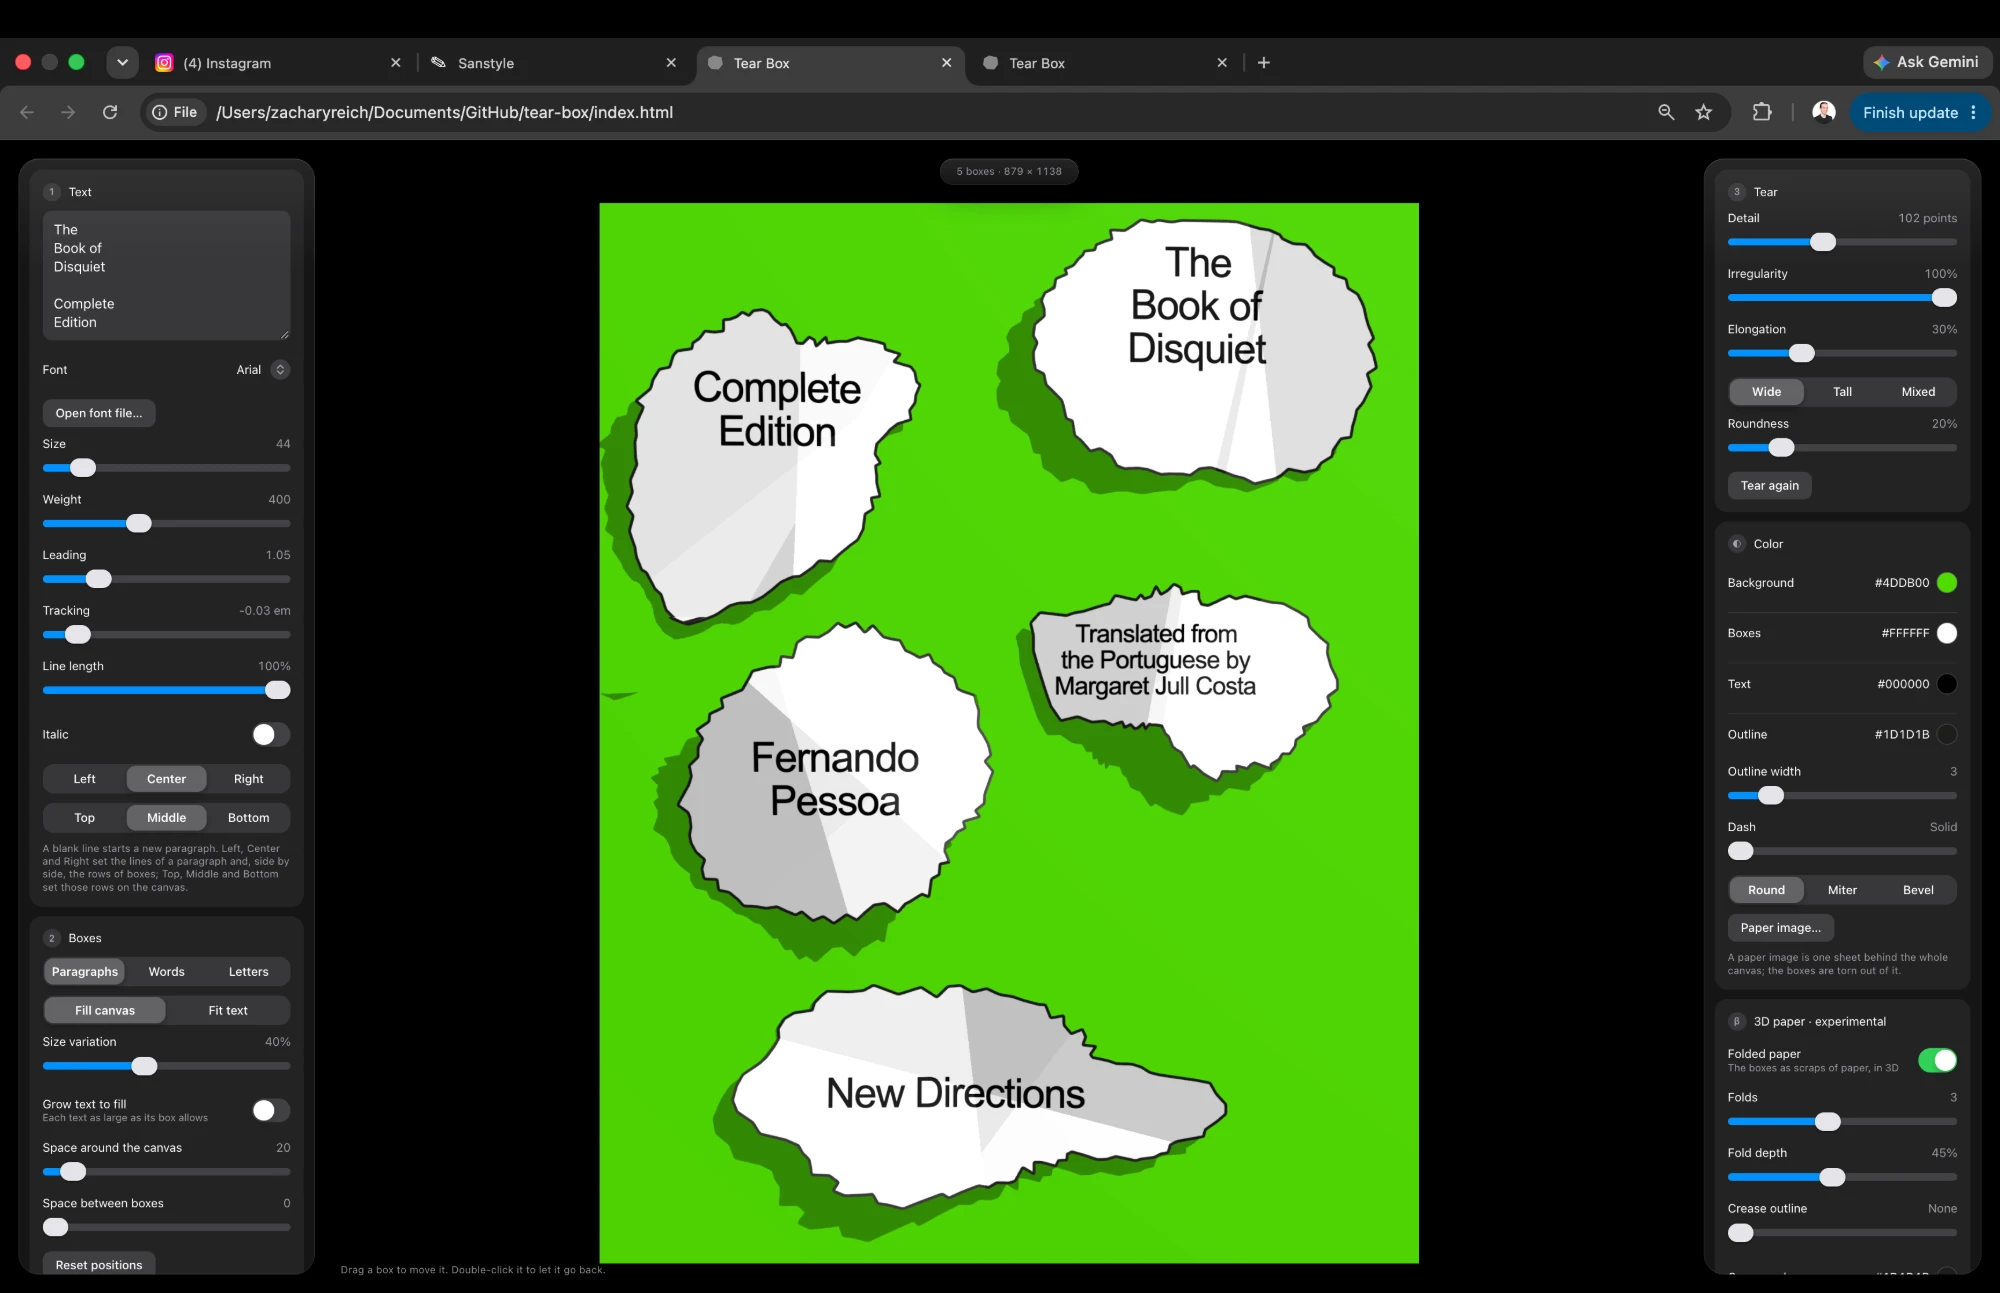 (4) Instagram
Sanstyle
Tear Box
Tear Box
Ask Gemini
File
/Users/zacharyreich/Documents/GitHub/tear-box/index.html
Finish update
1 Text
The
Book of
Disquiet
Complete
Edition
Font Arial
Open font file...
Size 44
Weight 400
Leading 1.05
Tracking -0.03 em
Line length 100%
Italic
Left Center Right
Top Middle Bottom
A blank line starts a new paragraph. Left, Center
and Right set the lines of a paragraph and, side by
side, the rows of boxes; Top, Middle and Bottom
set those rows on the canvas.
2 Boxes
Paragraphs Words Letters
Fill canvas Fit text
Size variation 40%
Grow text to fill
Each text as large as its box allows
Space around the canvas 20
Space between boxes 0
Reset positions
5 boxes · 879 × 1138
The
Book of
Disquiet
Complete
Edition
Translated from
the Portuguese by
Margaret Jull Costa
Fernando
Pessoa
New Directions
Drag a box to move it. Double-click it to let it go back.
3 Tear
Detail 102 points
Irregularity 100%
Elongation 30%
Wide Tall Mixed
Roundness 20%
Tear again
Color
Background #4DDB00
Boxes #FFFFFF
Text #000000
Outline #1D1D1B
Outline width 3
Dash Solid
Round Miter Bevel
Paper image...
A paper image is one sheet behind the whole
canvas; the boxes are torn out of it.
β 3D paper · experimental
Folded paper
The boxes as scraps of paper, in 3D
Folds 3
Fold depth 45%
Crease outline None